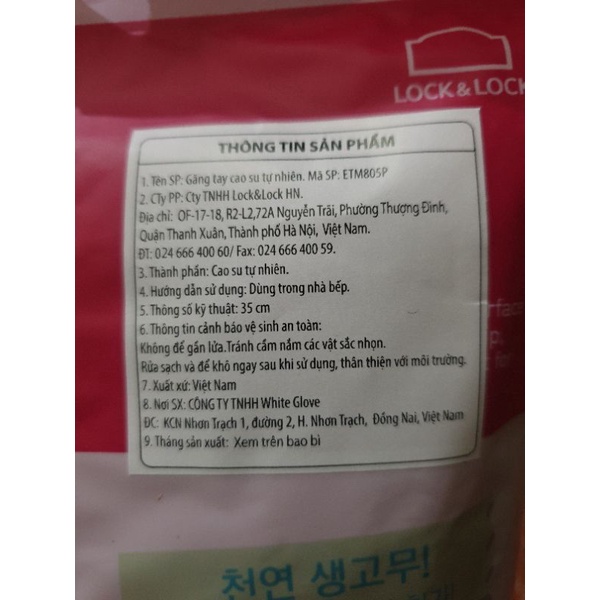 LOCK&LOCK
THÔNG TIN SẢN PHẨM
1. Tên SP: Găng tay cao su tự nhiên. Mã SP: ETM805P
2. CTy PP: Cty TNHH Lock&Lock HN.
Địa chỉ: OF-17-18, R2-L2,72A Nguyễn Trãi, Phường Thượng Đình,
Quận Thanh Xuân, Thành phố Hà Nội, Việt Nam.
ĐT: 024 666 400 60/ Fax: 024 666 400 59.
3. Thành phần: Cao su tự nhiên.
4. Hướng dẫn sử dụng: Dùng trong nhà bếp.
5. Thông số kỹ thuật: 35 cm
6. Thông tin cảnh báo vệ sinh an toàn:
Không để gần lửa.Tránh cầm nắm các vật sắc nhọn.
Rửa sạch và để khô ngay sau khi sử dụng, thân thiện với môi trường.
7. Xuất xứ: Việt Nam
8. Nơi SX: CÔNG TY TNHH White Glove
ĐC: KCN Nhơn Trạch 1, đường 2, H. Nhơn Trạch, Đồng Nai, Việt Nam
9. Tháng sản xuất: Xem trên bao bì
천연 생고무!